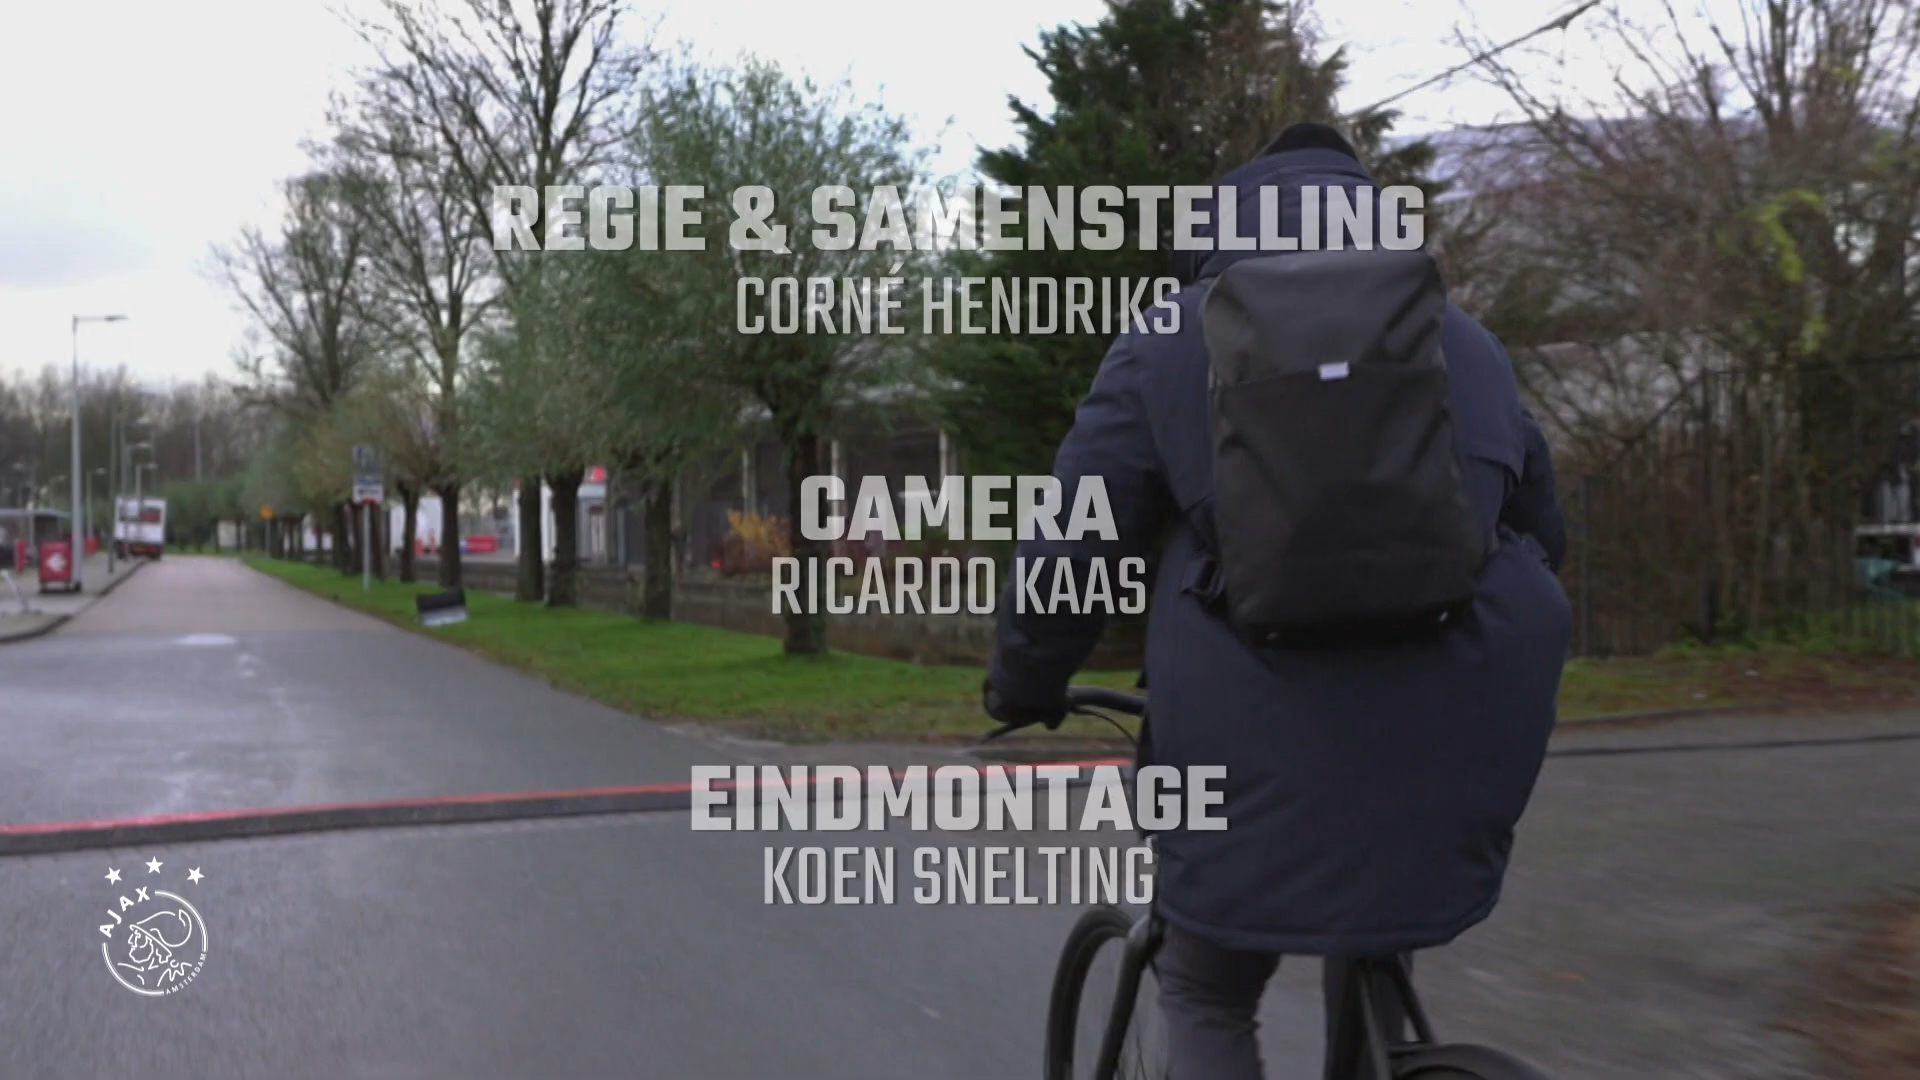 REGIE & SAMENSTELLING
CORNÉ HENDRIKS
CAMERA
RICARDO KAAS
EINDMONTAGE
KOEN SNELTING
AJAX
AMSTERDAM